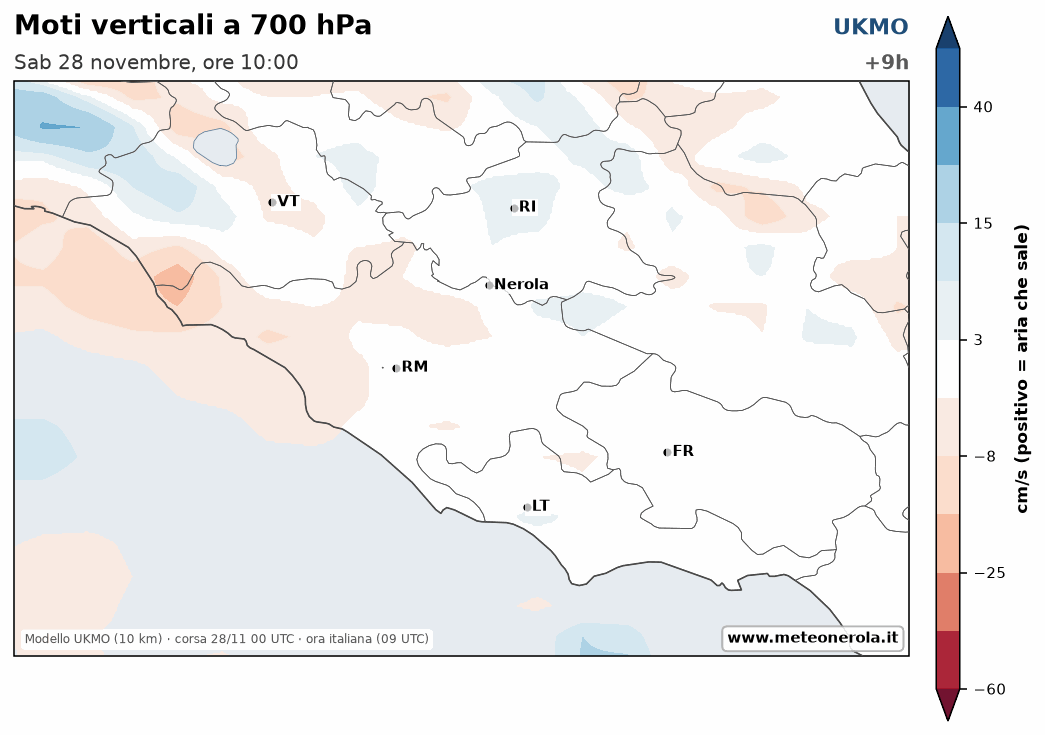 Moti verticali a 700 hPa
UKMO
Sab 28 novembre, ore 10:00
+9h
VT
RI
Nerola
RM
FR
LT
40
15
3
−8
−25
−60
cm/s (positivo = aria che sale)
Modello UKMO (10 km) · corsa 28/11 00 UTC · ora italiana (09 UTC)
www.meteonerola.it